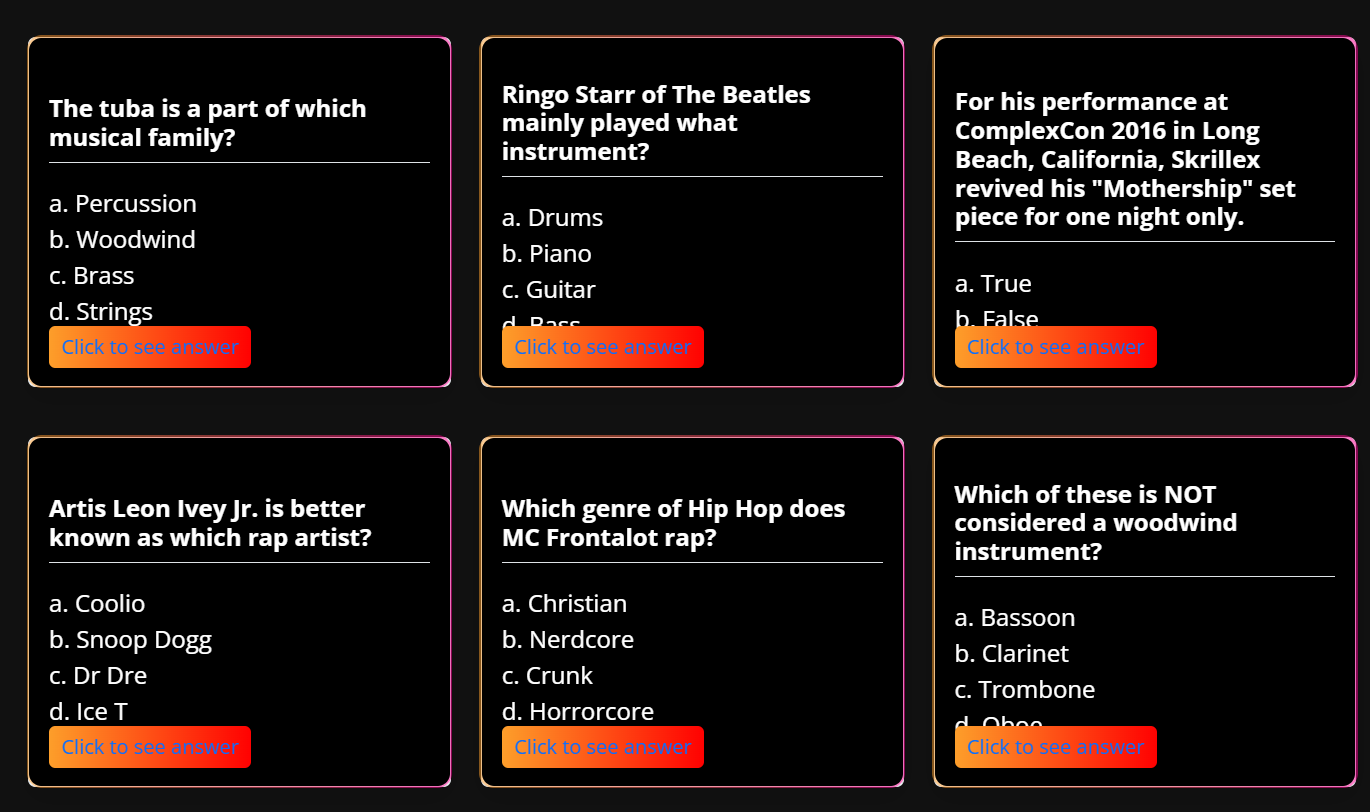 The tuba is a part of which
musical family?
a. Percussion
b. Woodwind
c. Brass
d. Strings
Click to see answer
Ringo Starr of The Beatles
mainly played what
instrument?
a. Drums
b. Piano
c. Guitar
d. Bass
Click to see answer
For his performance at
ComplexCon 2016 in Long
Beach, California, Skrillex
revived his "Mothership" set
piece for one night only.
a. True
b. False
Click to see answer
Artis Leon Ivey Jr. is better
known as which rap artist?
a. Coolio
b. Snoop Dogg
c. Dr Dre
d. Ice T
Click to see answer
Which genre of Hip Hop does
MC Frontalot rap?
a. Christian
b. Nerdcore
c. Crunk
d. Horrorcore
Click to see answer
Which of these is NOT
considered a woodwind
instrument?
a. Bassoon
b. Clarinet
c. Trombone
d. Oboe
Click to see answer